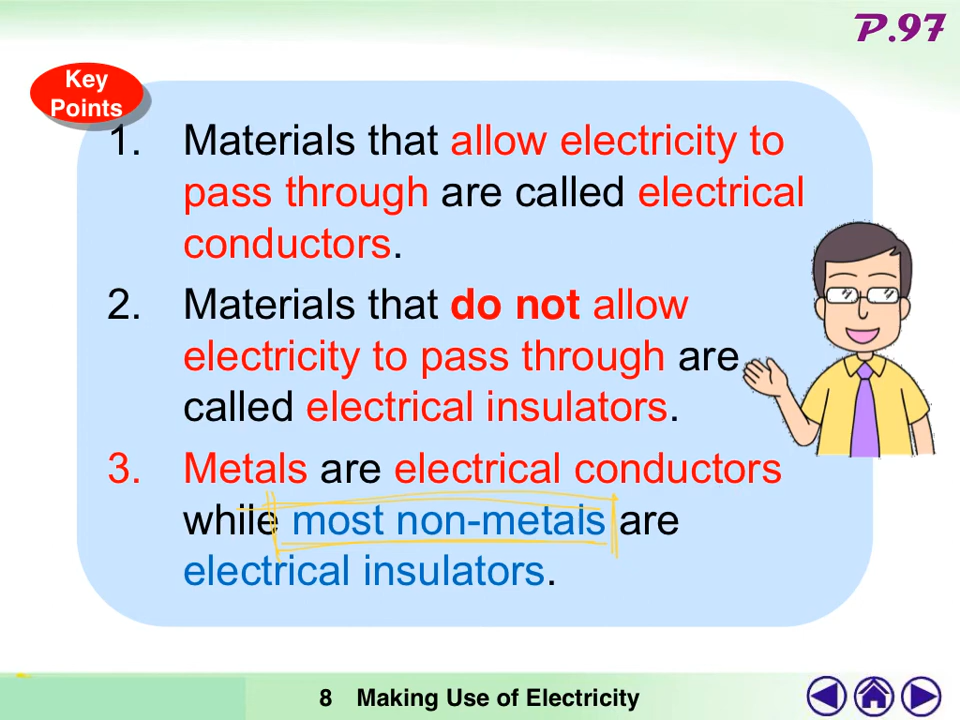 P.97
Key
Points
1. Materials that allow electricity to
pass through are called electrical
conductors.
2. Materials that do not allow
electricity to pass through are
called electrical insulators.
3. Metals are electrical conductors
while most non-metals are
electrical insulators.
8 Making Use of Electricity